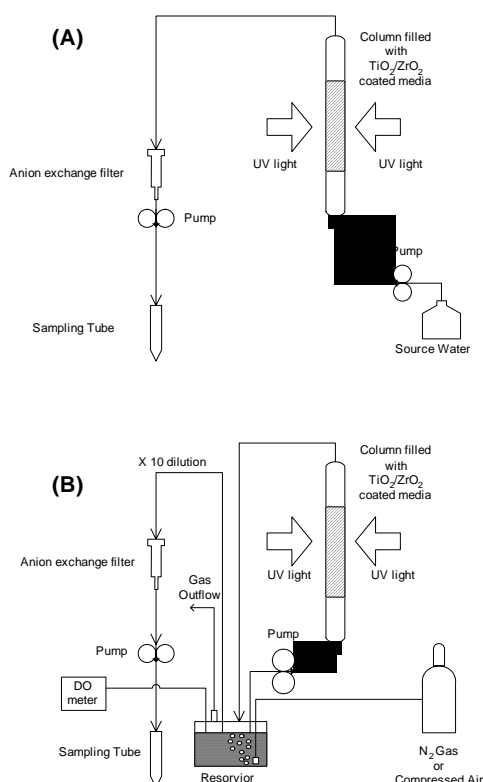 (A)
Column filled
with
TiO2/ZrO2
coated media
UV light
UV light
Anion exchange filter
Pump
Pump
Sampling Tube
Source Water
(B)
X 10 dilution
Column filled
with
TiO2/ZrO2
coated media
Anion exchange filter
UV light
UV light
Gas
Outflow
Pump
Pump
DO
meter
Sampling Tube
Resorvior
N2 Gas
or
Compressed Air